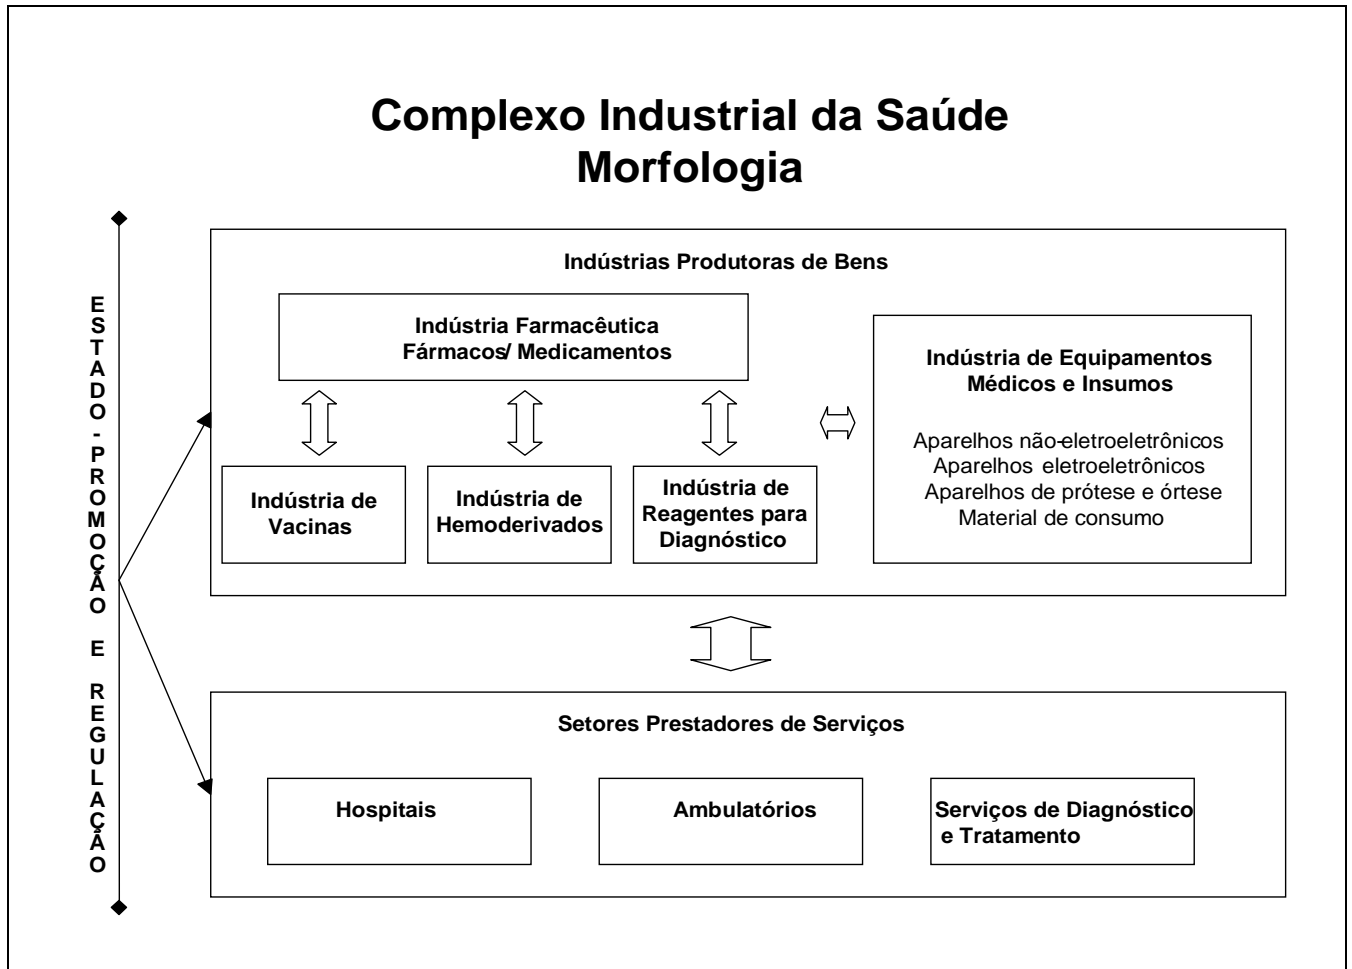 Complexo Industrial da Saúde
Morfologia
ESTADO-PROMOÇÃO E REGULAÇÃO
Indústrias Produtoras de Bens
Indústria Farmacêutica
Fármacos/ Medicamentos
Indústria de
Vacinas
Indústria de
Hemoderivados
Indústria de
Reagentes para
Diagnóstico
Indústria de Equipamentos
Médicos e Insumos
Aparelhos não-eletroeletrônicos
Aparelhos eletroeletrônicos
Aparelhos de prótese e órtese
Material de consumo
Setores Prestadores de Serviços
Hospitais
Ambulatórios
Serviços de Diagnóstico
e Tratamento